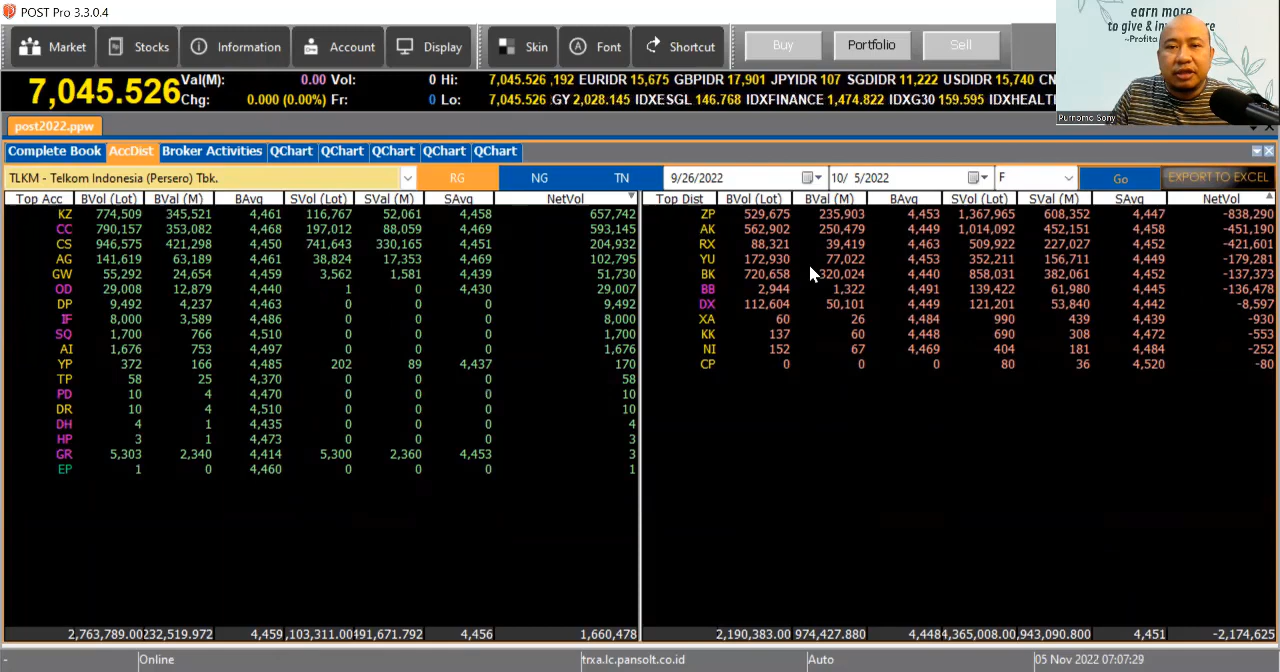 POST Pro 3.3.0.4
Market Stocks Information Account Display Skin Font Shortcut Buy Portfolio Sell
earn more
to give & in
~Profita
Purnomo Sony
7,045.526 Val(M): 0.00 Vol: 0 Hi: 7,045.526 ,192 EURIDR 15,675 GBPIDR 17,901 JPYIDR 107 SGDIDR 11,222 USDIDR 15,740 CN
Chg: 0.000 (0.00%) Fr: 0 Lo: 7,045.526 :GY 2,028.145 IDXESGL 146.768 IDXFINANCE 1,474.822 IDXG30 159.595 IDXHEALT
post2022.ppw
Complete Book AccDist Broker Activities QChart QChart QChart QChart QChart
TLKM - Telkom Indonesia (Persero) Tbk. RG NG TN 9/26/2022 10/ 5/2022 F Go EXPORT TO EXCEL
Top Acc BVol (Lot) BVal (M) BAvg SVol (Lot) SVal (M) SAvg NetVol Top Dist BVol (Lot) BVal (M) BAvg SVol (Lot) SVal (M) SAvg NetVol
KZ 774,509 345,521 4,461 116,767 52,061 4,458 657,742 ZP 529,675 235,903 4,453 1,367,965 608,352 4,447 -838,290
CC 790,157 353,082 4,468 197,012 88,059 4,469 593,145 AK 562,902 250,479 4,449 1,014,092 452,151 4,458 -451,190
CS 946,575 421,298 4,450 741,643 330,165 4,451 204,932 RX 88,321 39,419 4,463 509,922 227,052 4,452 -421,601
AG 141,619 63,189 4,461 38,824 17,353 4,469 102,795 YU 172,930 77,022 4,453 352,211 156,711 4,449 -179,281
GW 55,292 24,654 4,459 3,562 1,581 4,439 51,730 BK 720,658 320,024 4,440 858,031 382,061 4,452 -137,373
OD 29,008 12,879 4,440 1 0 4,430 29,007 BB 2,944 1,322 4,491 139,422 61,980 4,445 -136,478
DP 9,492 4,237 4,463 0 0 0 9,492 DX 112,604 50,101 4,449 121,201 53,840 4,442 -8,597
IF 8,000 3,589 4,486 0 0 0 8,000 XA 60 26 4,484 990 439 4,439 -930
SQ 1,700 766 4,510 0 0 0 1,700 KK 137 60 4,448 690 308 4,472 -553
AI 1,676 753 4,497 0 0 0 1,676 NI 152 67 4,469 404 181 4,484 -252
YP 372 166 4,485 202 89 4,437 170 CP 0 0 0 80 36 4,520 -80
TP 58 25 4,370 0 0 0 58
PD 10 4 4,470 0 0 0 10
DR 10 4 4,510 0 0 0 10
DH 4 1 4,435 0 0 0 4
HP 3 1 4,473 0 0 0 3
GR 5,303 2,340 4,414 5,300 2,360 4,453 3
EP 1 0 4,460 0 0 0 1
2,763,789.00 232,519.972 4,459 ,103,311.00 491,671.792 4,456 1,660,478 2,190,383.00 974,427.880 4,448 4,365,008.00 ,943,090.800 4,451 -2,174,625
- Online trxa.lc.pansolt.co.id Auto 05 Nov 2022 07:07:29